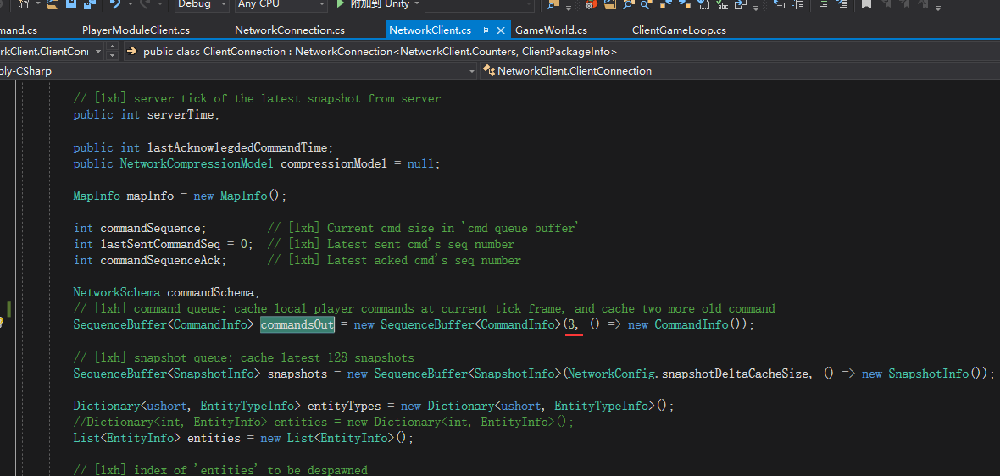 Debug Any CPU 附加到 Unity
mand.cs PlayerModuleClient.cs NetworkConnection.cs NetworkClient.cs GameWorld.cs ClientGameLoop.cs
rkClient.ClientConn public class ClientConnection : NetworkConnection<NetworkClient.Counters, ClientPackageInfo>
ply-CSharp NetworkClient.ClientConnection
// [lxh] server tick of the latest snapshot from server
public int serverTime;
public int lastAcknowlegdedCommandTime;
public NetworkCompressionModel compressionModel = null;
MapInfo mapInfo = new MapInfo();
int commandSequence; // [lxh] Current cmd size in 'cmd queue buffer'
int lastSentCommandSeq = 0; // [lxh] Latest sent cmd's seq number
int commandSequenceAck; // [lxh] Latest acked cmd's seq number
NetworkSchema commandSchema;
// [lxh] command queue: cache local player commands at current tick frame, and cache two more old command
SequenceBuffer<CommandInfo> commandsOut = new SequenceBuffer<CommandInfo>(3, () => new CommandInfo());
// [lxh] snapshot queue: cache latest 128 snapshots
SequenceBuffer<SnapshotInfo> snapshots = new SequenceBuffer<SnapshotInfo>(NetworkConfig.snapshotDeltaCacheSize, () => new SnapshotInfo());
Dictionary<ushort, EntityTypeInfo> entityTypes = new Dictionary<ushort, EntityTypeInfo>();
//Dictionary<int, EntityInfo> entities = new Dictionary<int, EntityInfo>();
List<EntityInfo> entities = new List<EntityInfo>();
// [lxh] index of 'entities' to be despawned